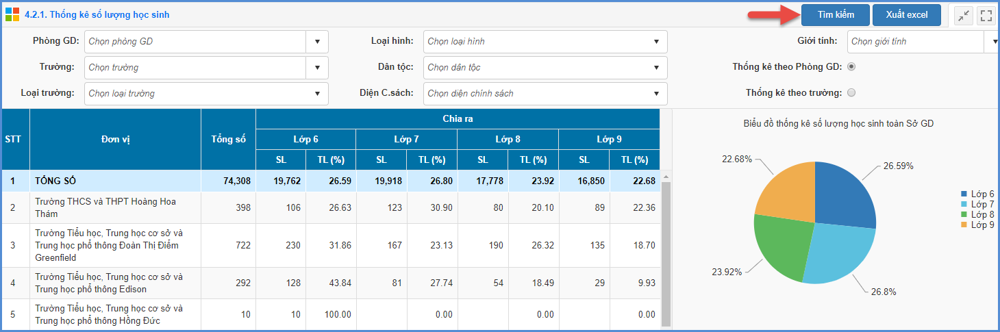 4.2.1. Thống kê số lượng học sinh
Tìm kiếm
Xuất excel
Phòng GD: Chọn phòng GD
Loại hình: Chọn loại hình
Giới tính: Chọn giới tính
Trường: Chọn trường
Dân tộc: Chọn dân tộc
Thống kê theo Phòng GD:
Loại trường: Chọn loại trường
Diện C.sách: Chọn diện chính sách
Thống kê theo trường:
STT Đơn vị Tổng số Chia ra
Lớp 6 Lớp 7 Lớp 8 Lớp 9
SL TL (%) SL TL (%) SL TL (%) SL TL (%)
1 TỔNG SỐ 74,308 19,762 26.59 19,918 26.80 17,778 23.92 16,850 22.68
2 Trường THCS và THPT Hoàng Hoa
Thám 398 106 26.63 123 30.90 80 20.10 89 22.36
3 Trường Tiểu học, Trung học cơ sở và
Trung học phổ thông Đoàn Thị Điểm
Greenfield 722 230 31.86 167 23.13 190 26.32 135 18.70
4 Trường Tiểu học, Trung học cơ sở và
Trung học phổ thông Edison 292 128 43.84 81 27.74 54 18.49 29 9.93
5 Trường Tiểu học, Trung học cơ sở và
Trung học phổ thông Hồng Đức 10 10 100.00 0.00 0.00 0.00
Biểu đồ thống kê số lượng học sinh toàn Sở GD
22.68%
26.59%
23.92%
26.8%
Lớp 6
Lớp 7
Lớp 8
Lớp 9